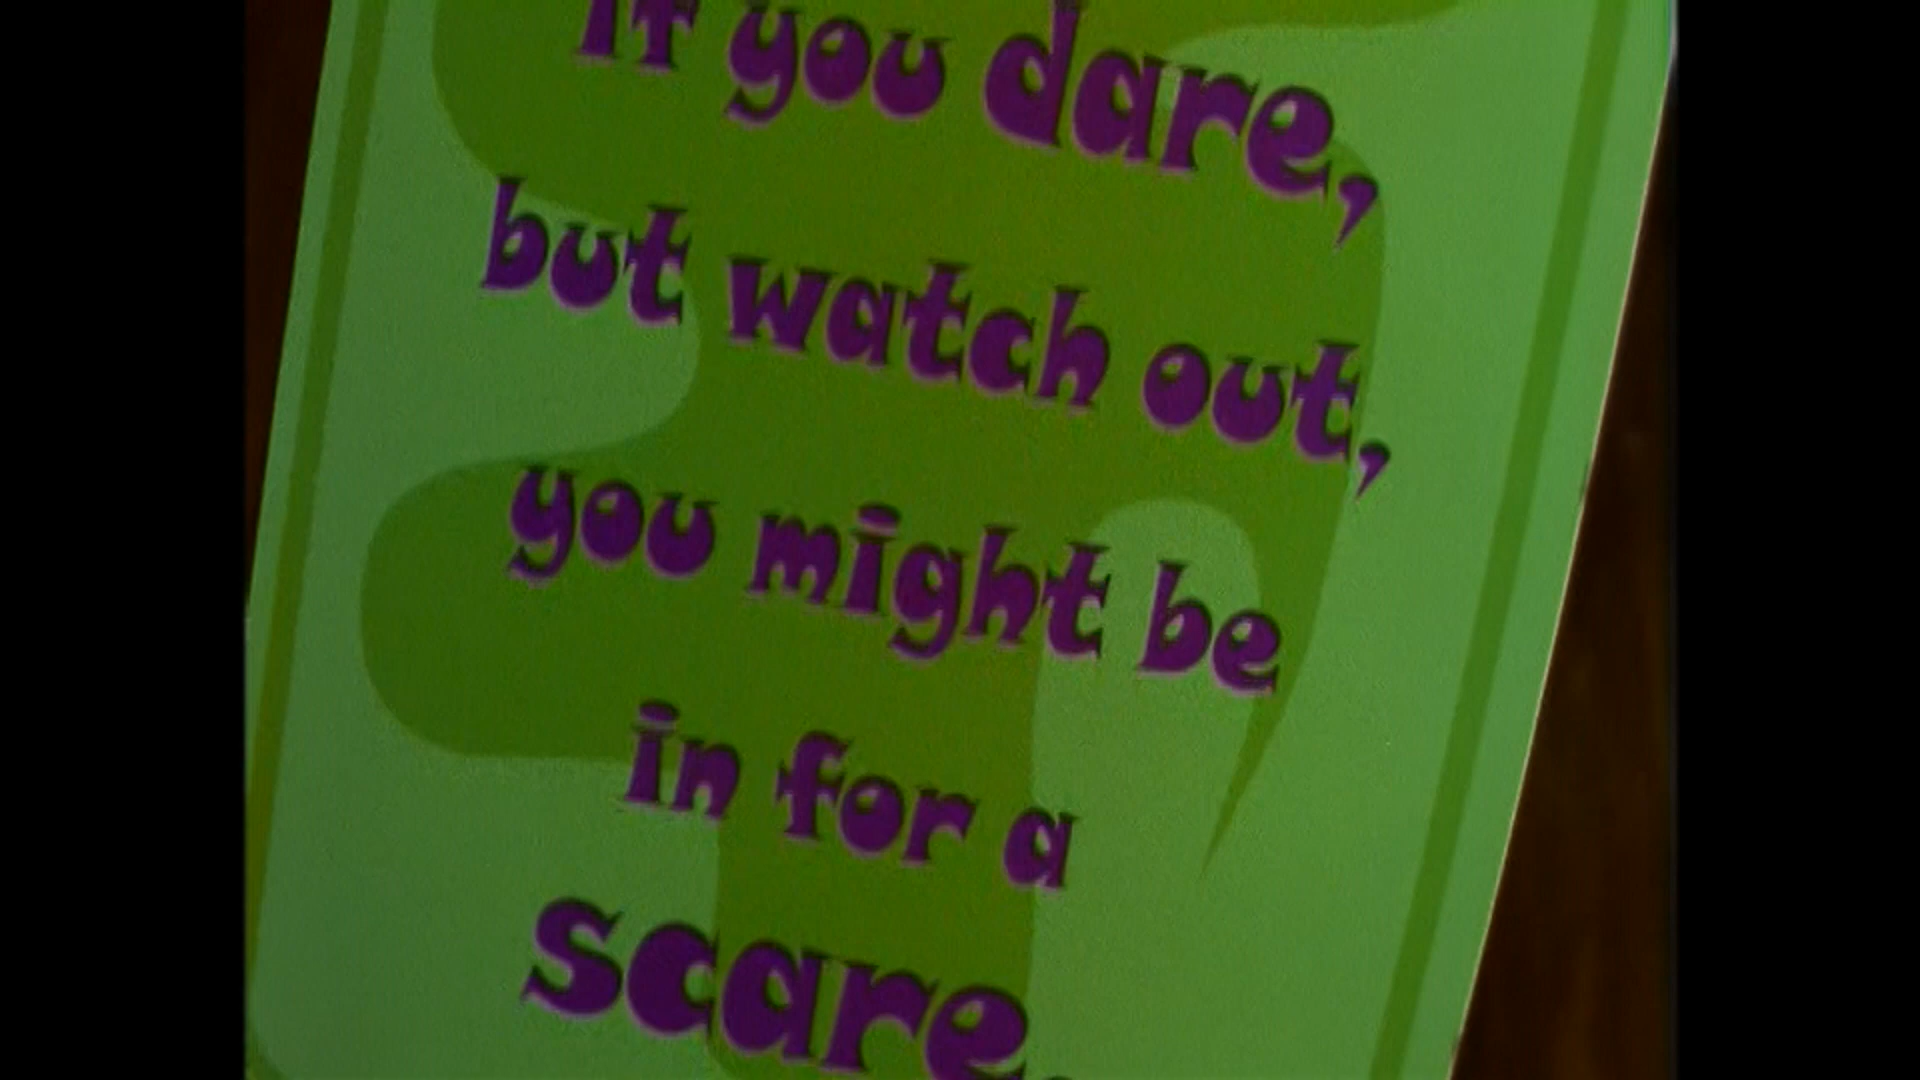 If you dare,
but watch out,
you might be
in for a
scare.